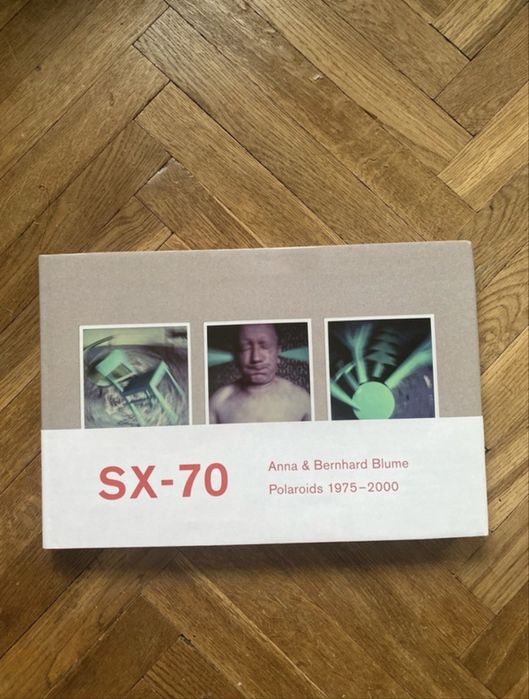 SX-70
Anna & Bernhard Blume
Polaroids 1975–2000